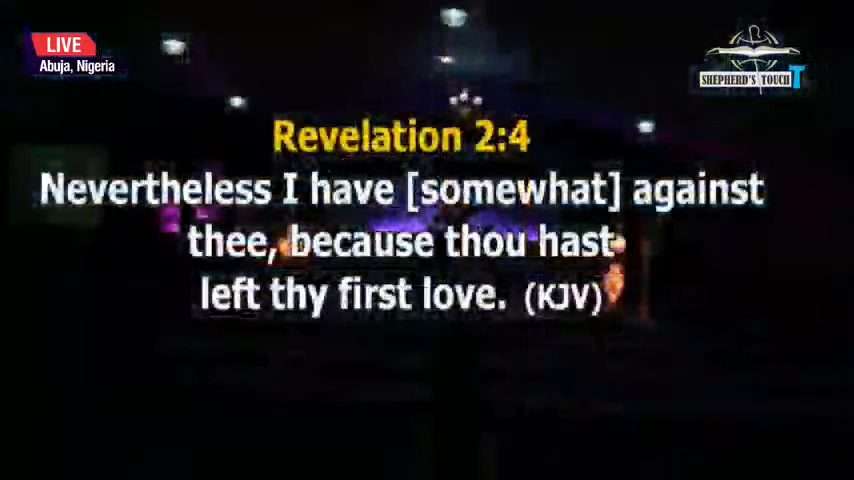 LIVE
Abuja, Nigeria
SHEPHERD'S TOUCH T
Revelation 2:4
Nevertheless I have [somewhat] against
thee, because thou hast
left thy first love. (KJV)